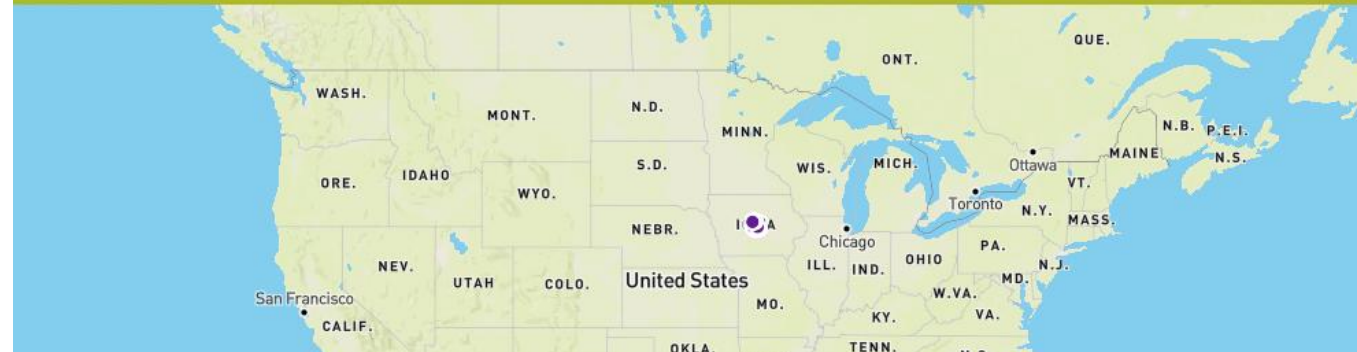 QUE.
ONT.
WASH.
MONT.
N.D.
MINN.
N.B.
P.E.I.
MAINE
N.S.
Ottawa
WIS.
MICH.
S.D.
IDAHO
ORE.
WYO.
VT.
Toronto
N.Y.
MASS.
NEBR.
Chicago
PA.
OHIO
ILL.
IND.
N.J.
MD.
NEV.
UTAH
COLO.
United States
MO.
W.VA.
VA.
KY.
San Francisco
CALIF.
OKLA.
TENN.